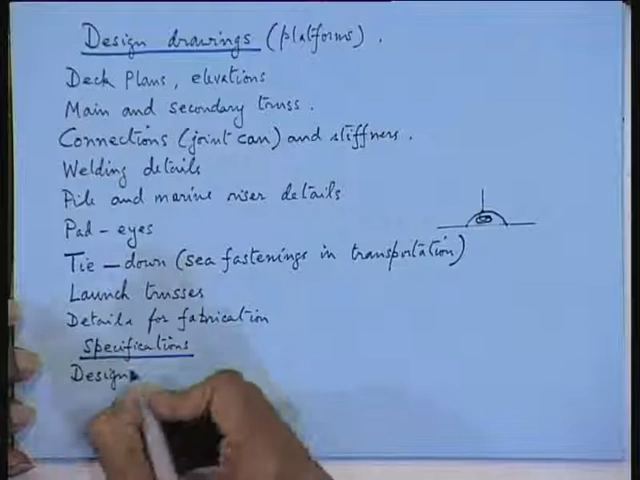 Design drawings (platforms).
Deck Plans, elevations
Main and secondary truss.
Connections (joint can) and stiffners.
Welding details
Pile and marine riser details
Pad-eyes
Tie-down (sea fastenings in transportation)
Launch trusses
Details for fabrication
Specifications
Design